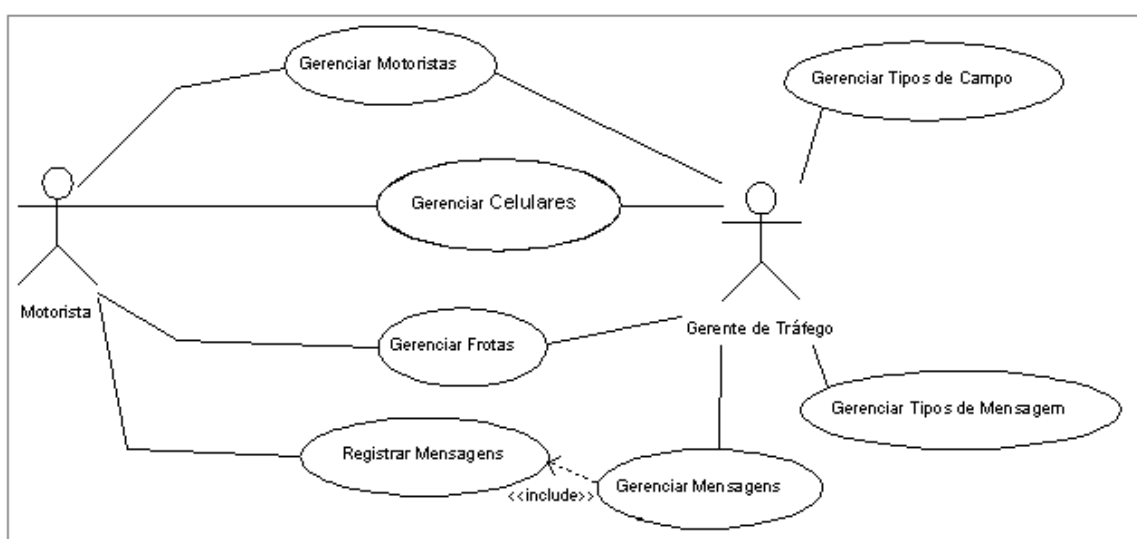 Gerenciar Motoristas
Gerenciar Tipos de Campo
Gerenciar Celulares
Motorista
Gerenciar Frotas
Gerente de Tráfego
Gerenciar Tipos de Mensagem
Registrar Mensagens
<<include>>
Gerenciar Mensagens